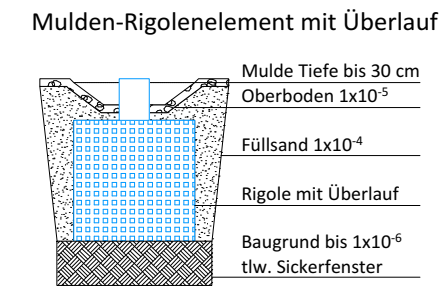 Mulden-Rigolenelement mit Überlauf
Mulde Tiefe bis 30 cm
Oberboden 1x10⁻⁵
Füllsand 1x10⁻⁴
Rigole mit Überlauf
Baugrund bis 1x10⁻⁶
tlw. Sickerfenster